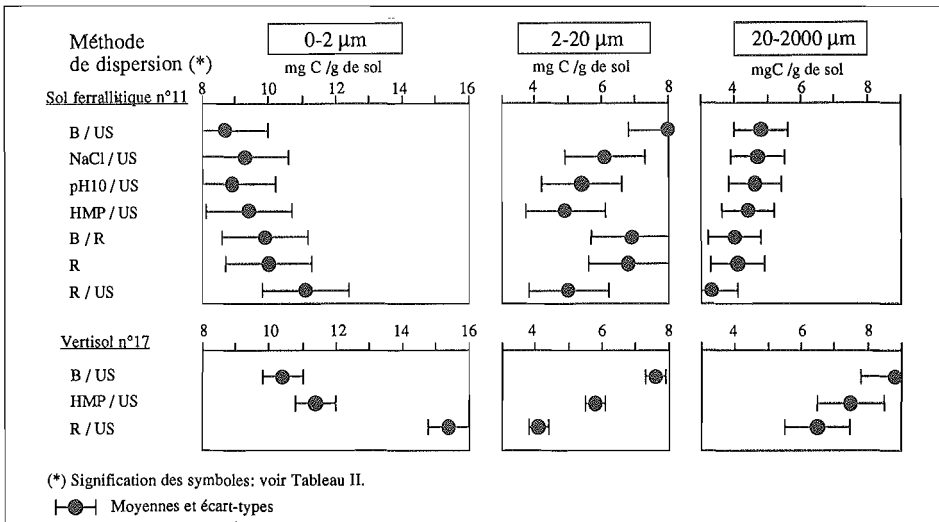 Méthode
de dispersion (*)
0-2 µm
2-20 µm
20-2000 µm
mg C /g de sol
mg C /g de sol
mgC /g de sol
8 10 12 14 16
4 6 8
4 6 8
Sol ferrallitique n°11
B / US
NaCl / US
pH10 / US
HMP / US
B / R
R
R / US
8 10 12 14 16
4 6 8
4 6 8
Vertisol n°17
B / US
HMP / US
R / US
(*) Signification des symboles: voir Tableau II.
Moyennes et écart-types